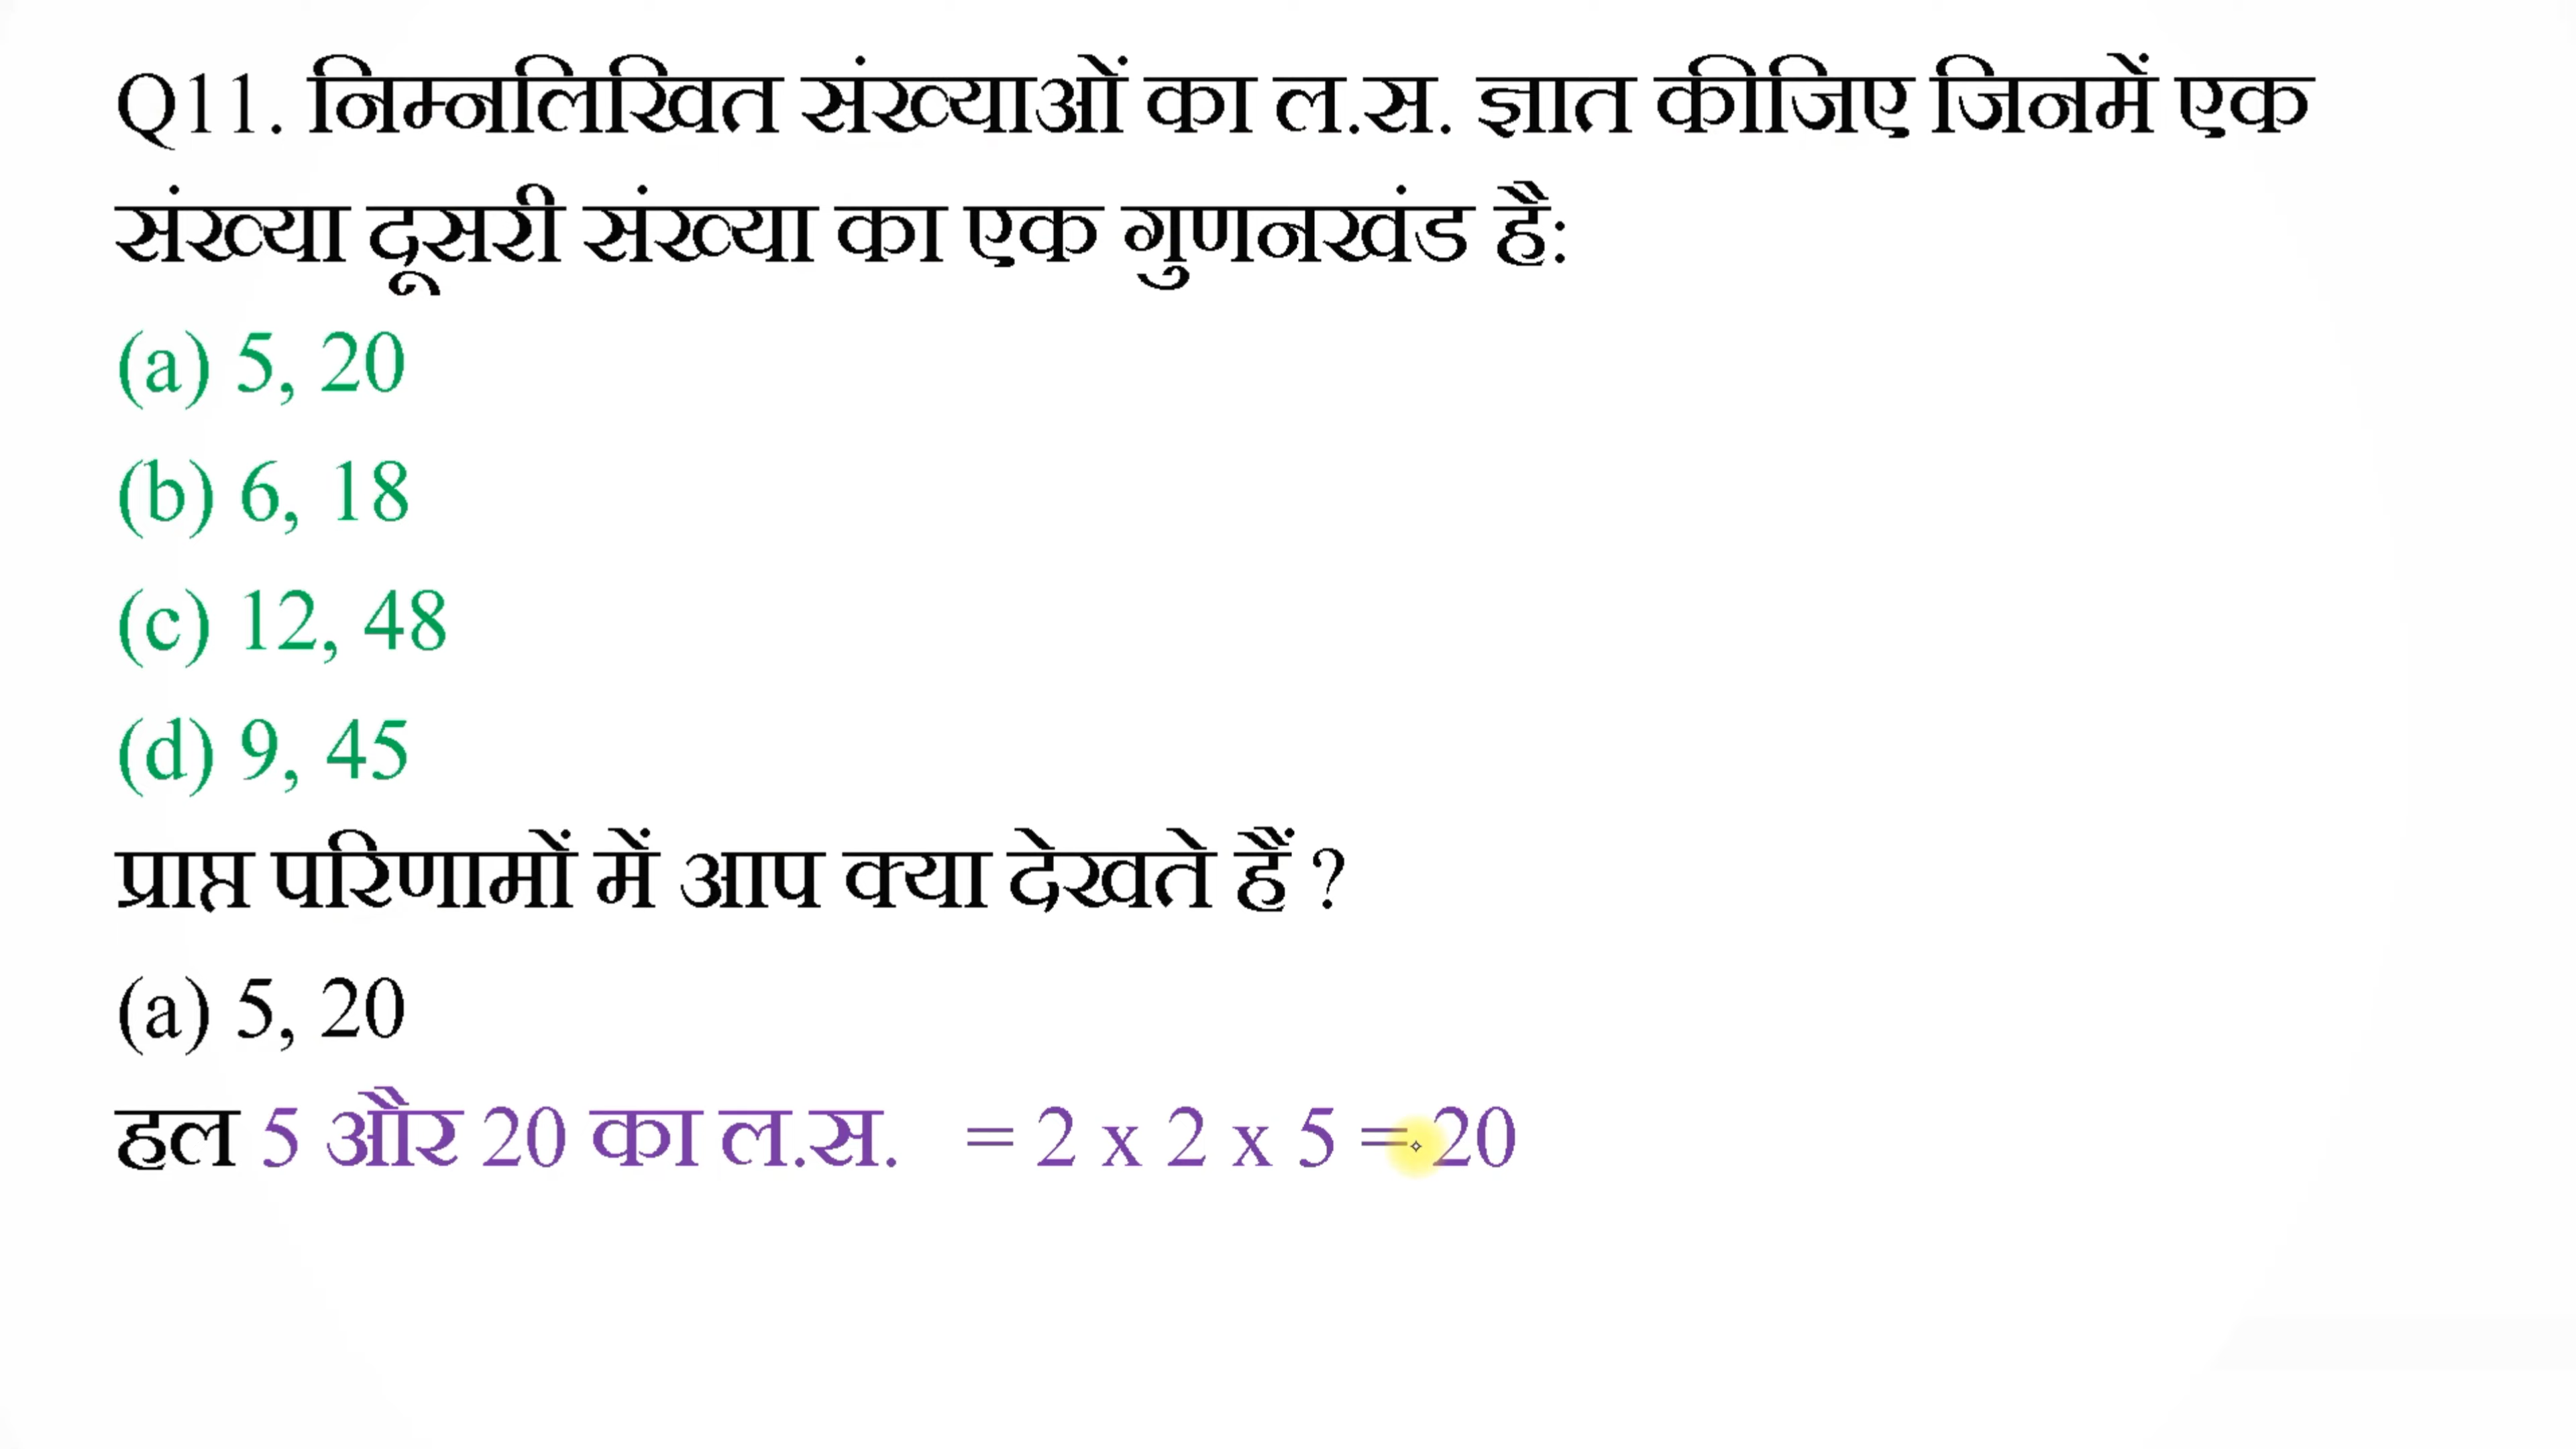 Q11. निम्नलिखित संख्याओं का ल.स. ज्ञात कीजिए जिनमें एक
संख्या दूसरी संख्या का एक गुणनखंड है:
(a) 5, 20
(b) 6, 18
(c) 12, 48
(d) 9, 45
प्राप्त परिणामों में आप क्या देखते हैं ?
(a) 5, 20
हल 5 और 20 का ल.स. = 2 x 2 x 5 = 20